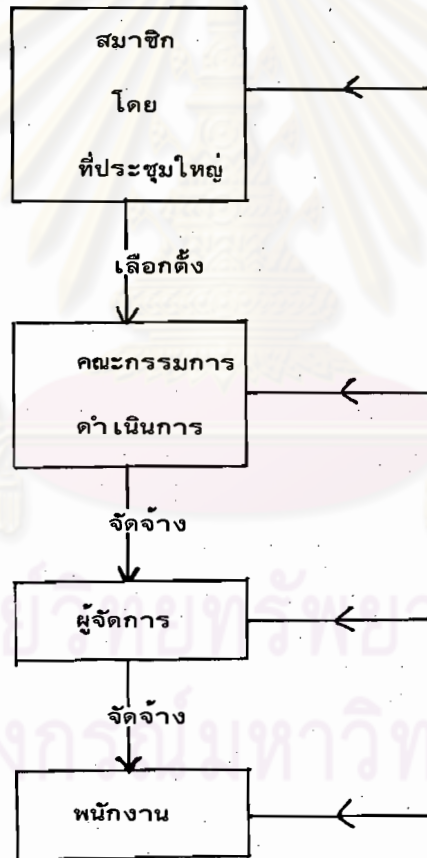 สมาชิก
โดย
ที่ประชุมใหญ่
เลือกตั้ง
คณะกรรมการ
ดำเนินการ
จัดจ้าง
ผู้จัดการ
จัดจ้าง
พนักงาน